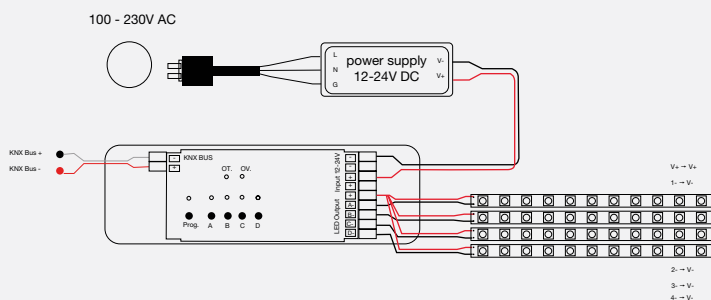 100 - 230V AC
L
N
G
power supply
12-24V DC
V-
V+
KNX Bus +
KNX Bus -
-
+
KNX BUS
OT. OV.
Prog. A B C D
Input 12-24V
LED Output
-
-
+
+
+
A-
B-
C-
D-
V+ → V+
1- → V-
2- → V-
3- → V-
4- → V-